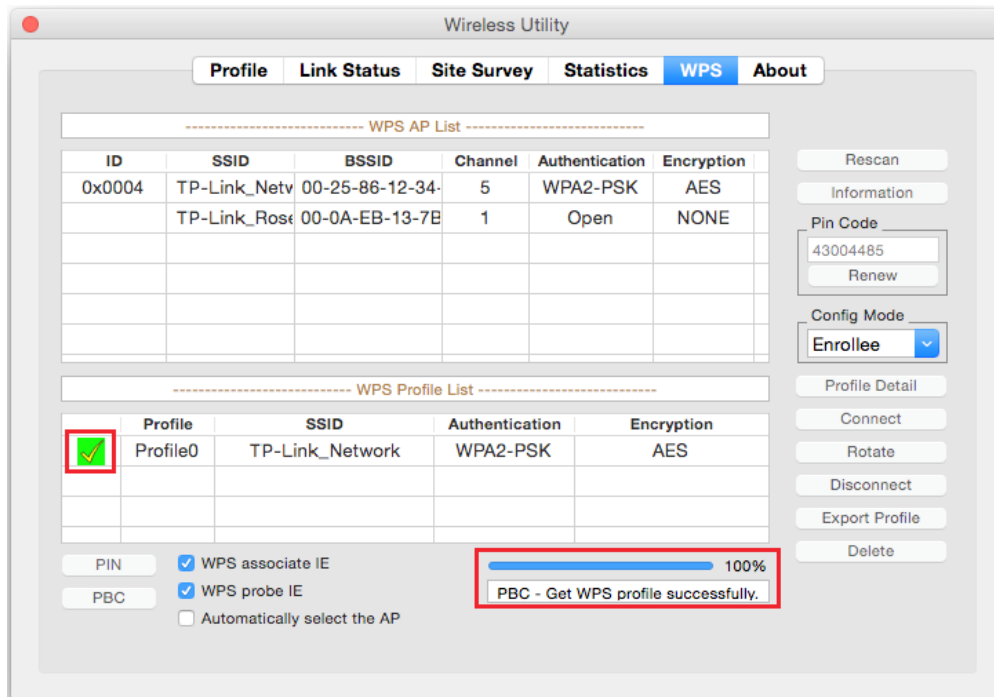 Wireless Utility
Profile Link Status Site Survey Statistics WPS About
---------------------------- WPS AP List ----------------------------
ID SSID BSSID Channel Authentication Encryption
0x0004 TP-Link_Netw 00-25-86-12-34- 5 WPA2-PSK AES
TP-Link_Rose 00-0A-EB-13-7B 1 Open NONE
Rescan
Information
Pin Code
43004485
Renew
Config Mode
Enrollee
---------------------------- WPS Profile List ----------------------------
Profile SSID Authentication Encryption
Profile0 TP-Link_Network WPA2-PSK AES
Profile Detail
Connect
Rotate
Disconnect
Export Profile
Delete
PIN
PBC
WPS associate IE
WPS probe IE
Automatically select the AP
100%
PBC - Get WPS profile successfully.